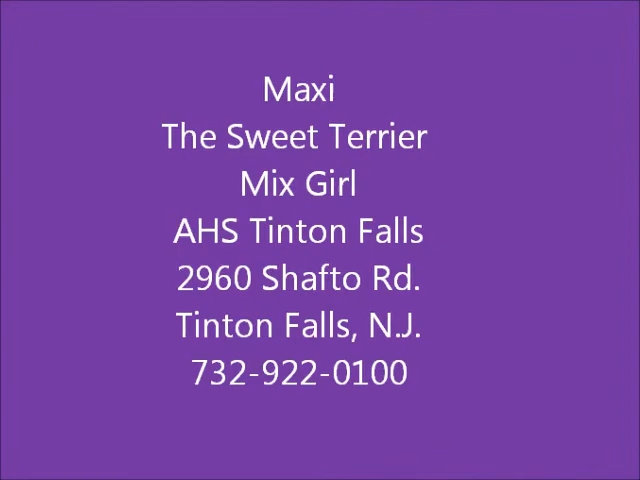 Maxi
The Sweet Terrier
Mix Girl
AHS Tinton Falls
2960 Shafto Rd.
Tinton Falls, N.J.
732-922-0100